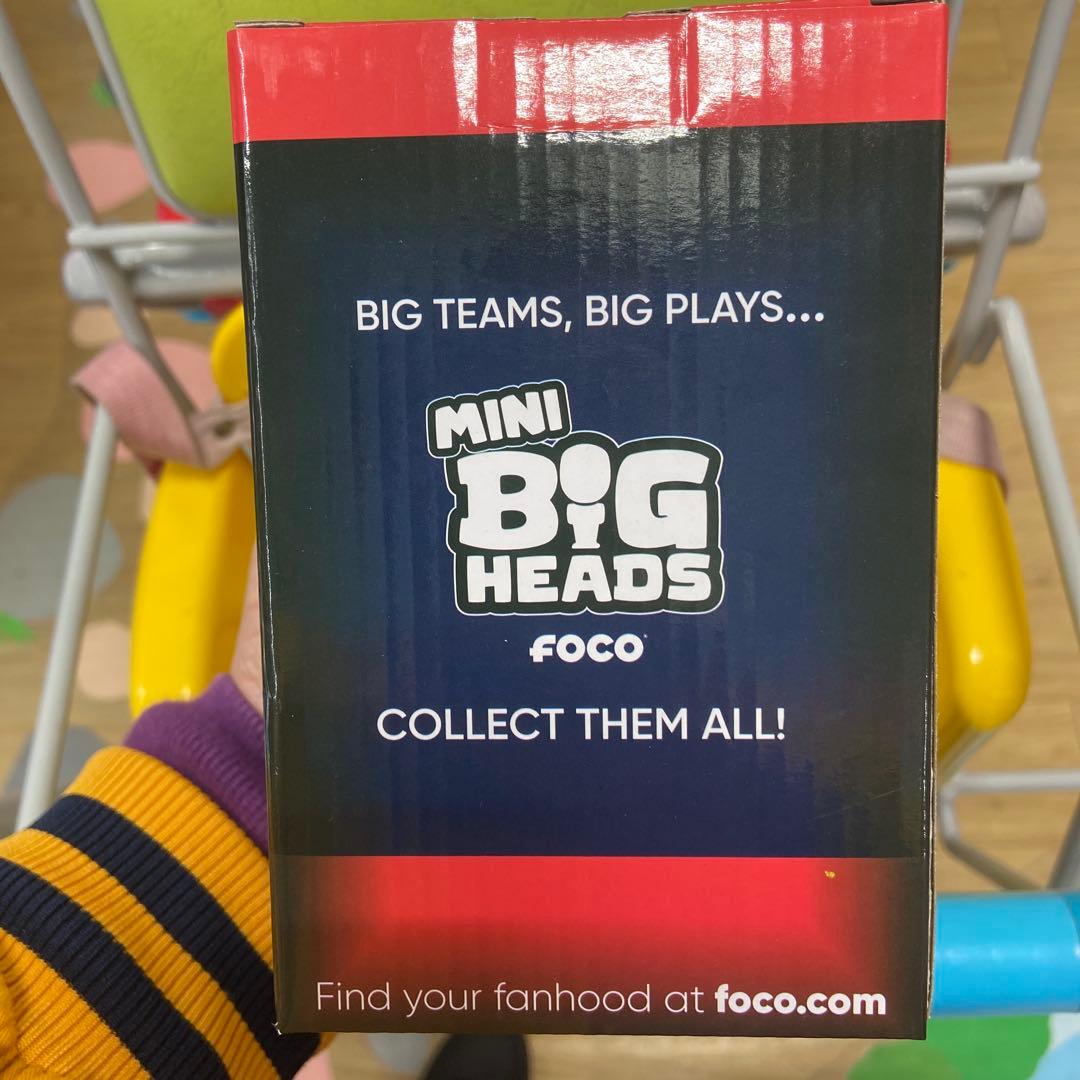 BIG TEAMS, BIG PLAYS...
MINI
BIG
HEADS
FOCO
COLLECT THEM ALL!
Find your fanhood at foco.com